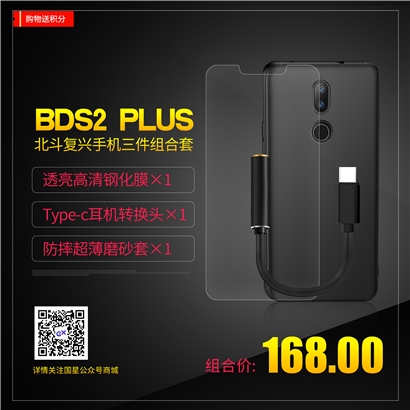 购物送积分
BDS2 PLUS
北斗复兴手机三件组合套
透亮高清钢化膜×1
Type-c耳机转换头×1
防摔超薄磨砂套×1
详情关注国星公众号商城
组合价: 168.00